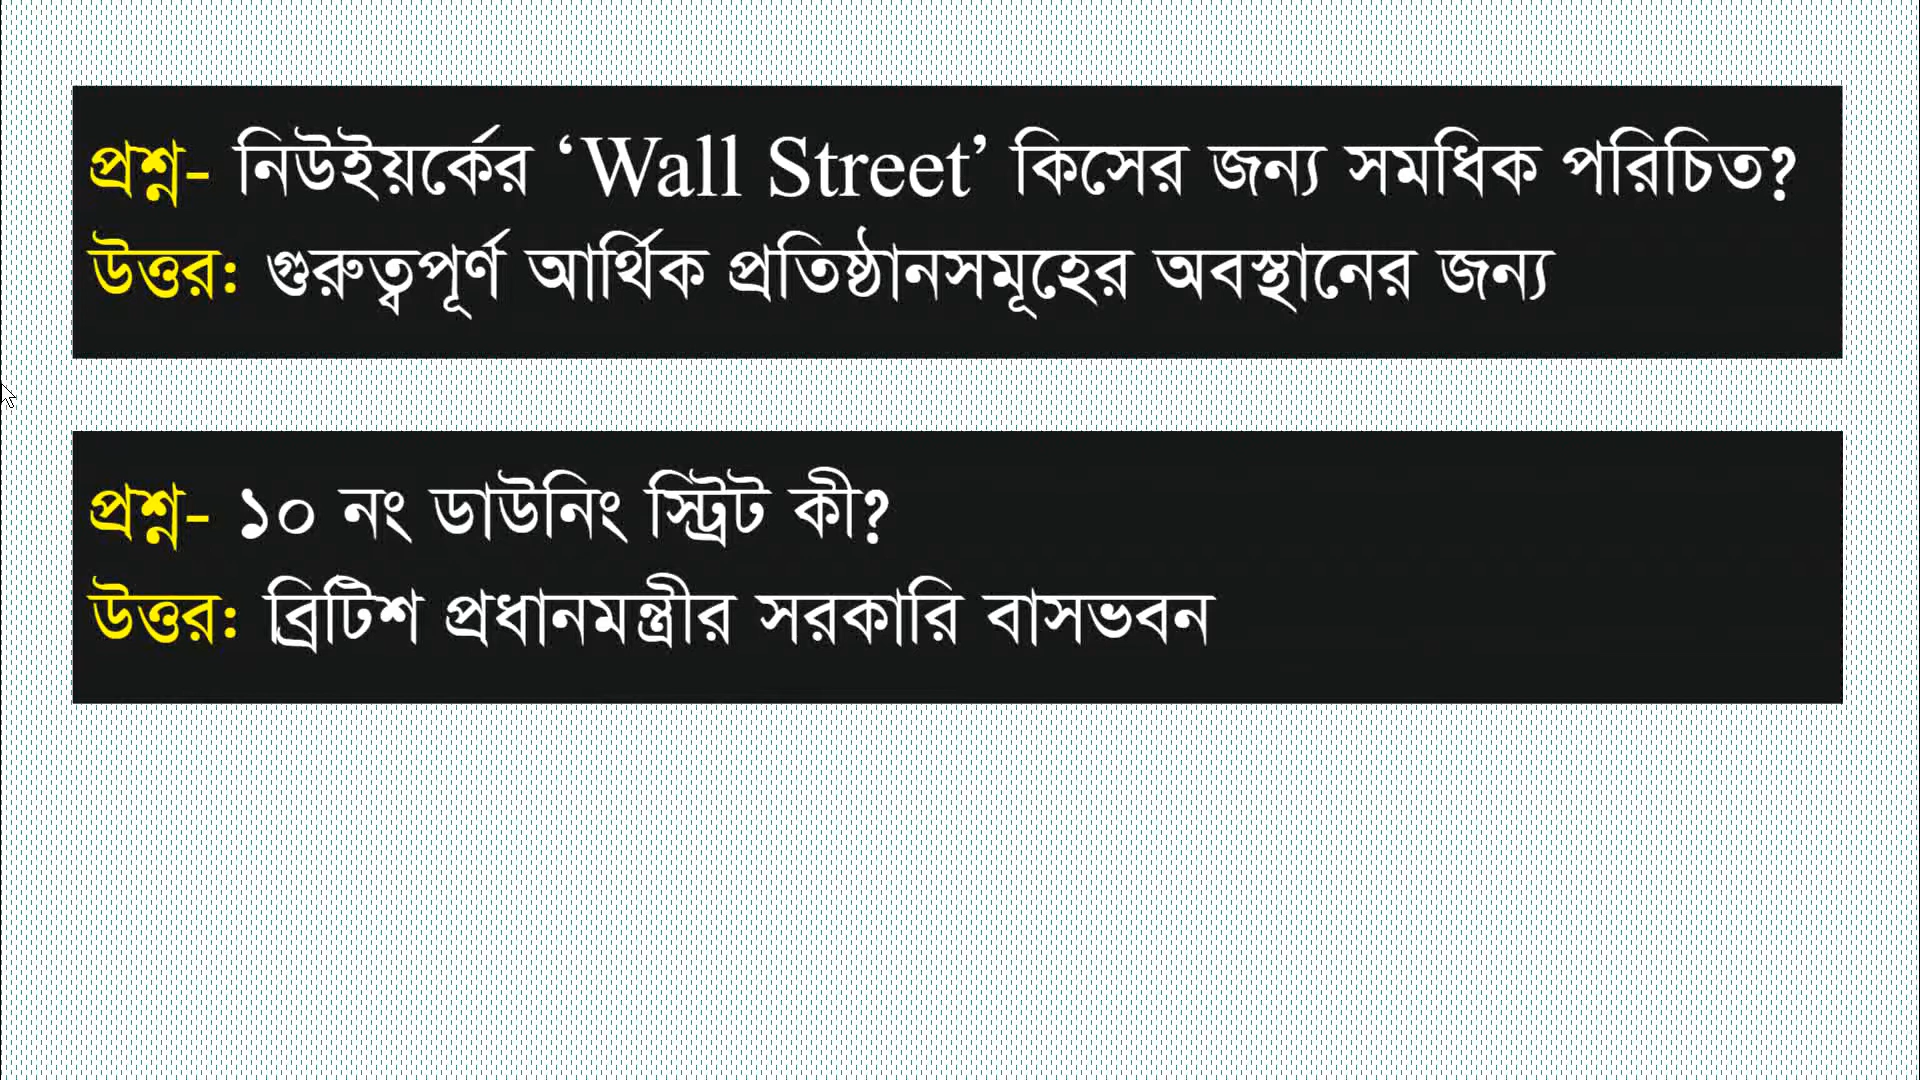 প্রশ্ন- নিউইয়র্কের ‘Wall Street’ কিসের জন্য সমধিক পরিচিত?
উত্তর: গুরুত্বপূর্ণ আর্থিক প্রতিষ্ঠানসমূহের অবস্থানের জন্য
প্রশ্ন- ১০ নং ডাউনিং স্ট্রিট কী?
উত্তর: ব্রিটিশ প্রধানমন্ত্রীর সরকারি বাসভবন